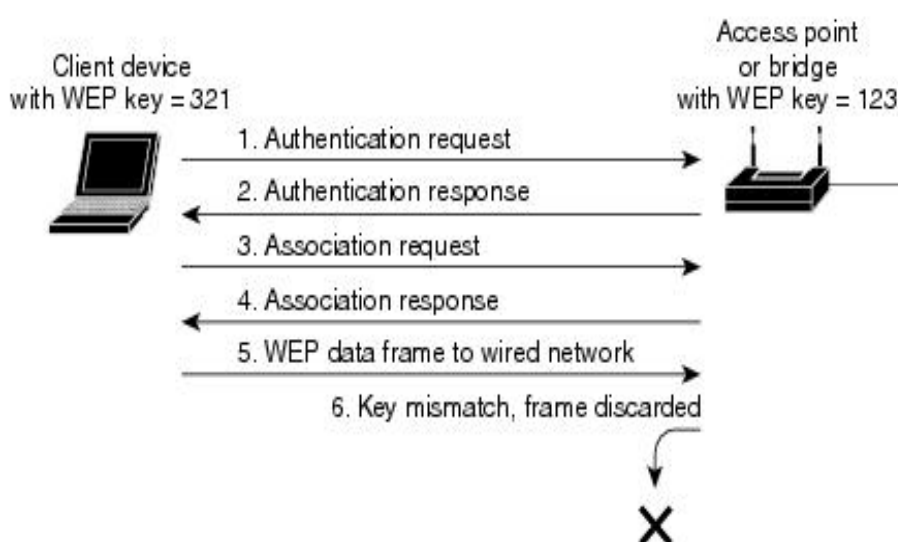 Client device
with WEP key = 321
Access point
or bridge
with WEP key = 123
1. Authentication request
2. Authentication response
3. Association request
4. Association response
5. WEP data frame to wired network
6. Key mismatch, frame discarded